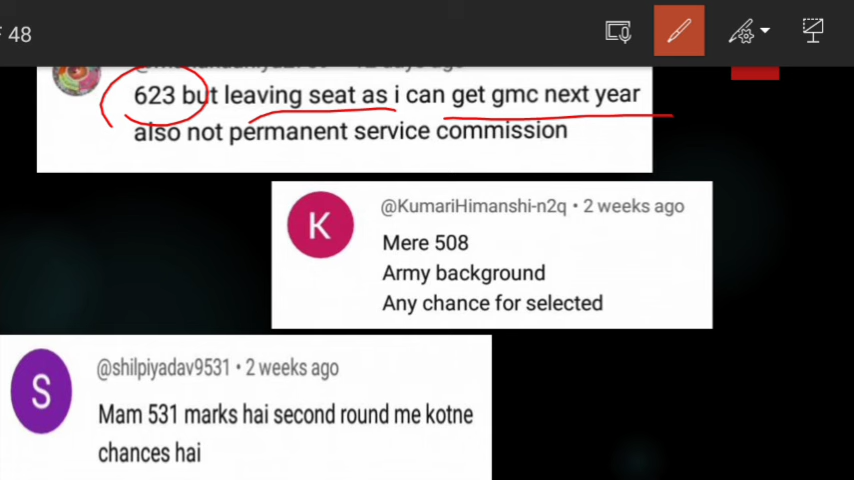 48
623 but leaving seat as i can get gmc next year
also not permanent service commission
K
@KumariHimanshi-n2q • 2 weeks ago
Mere 508
Army background
Any chance for selected
S
@shilpiyadav9531 • 2 weeks ago
Mam 531 marks hai second round me kotne
chances hai